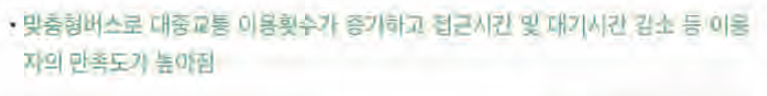 • 맞춤형버스로 대중교통 이용횟수가 증가하고 접근시간 및 대기시간 감소 등 이용
자의 만족도가 높아짐